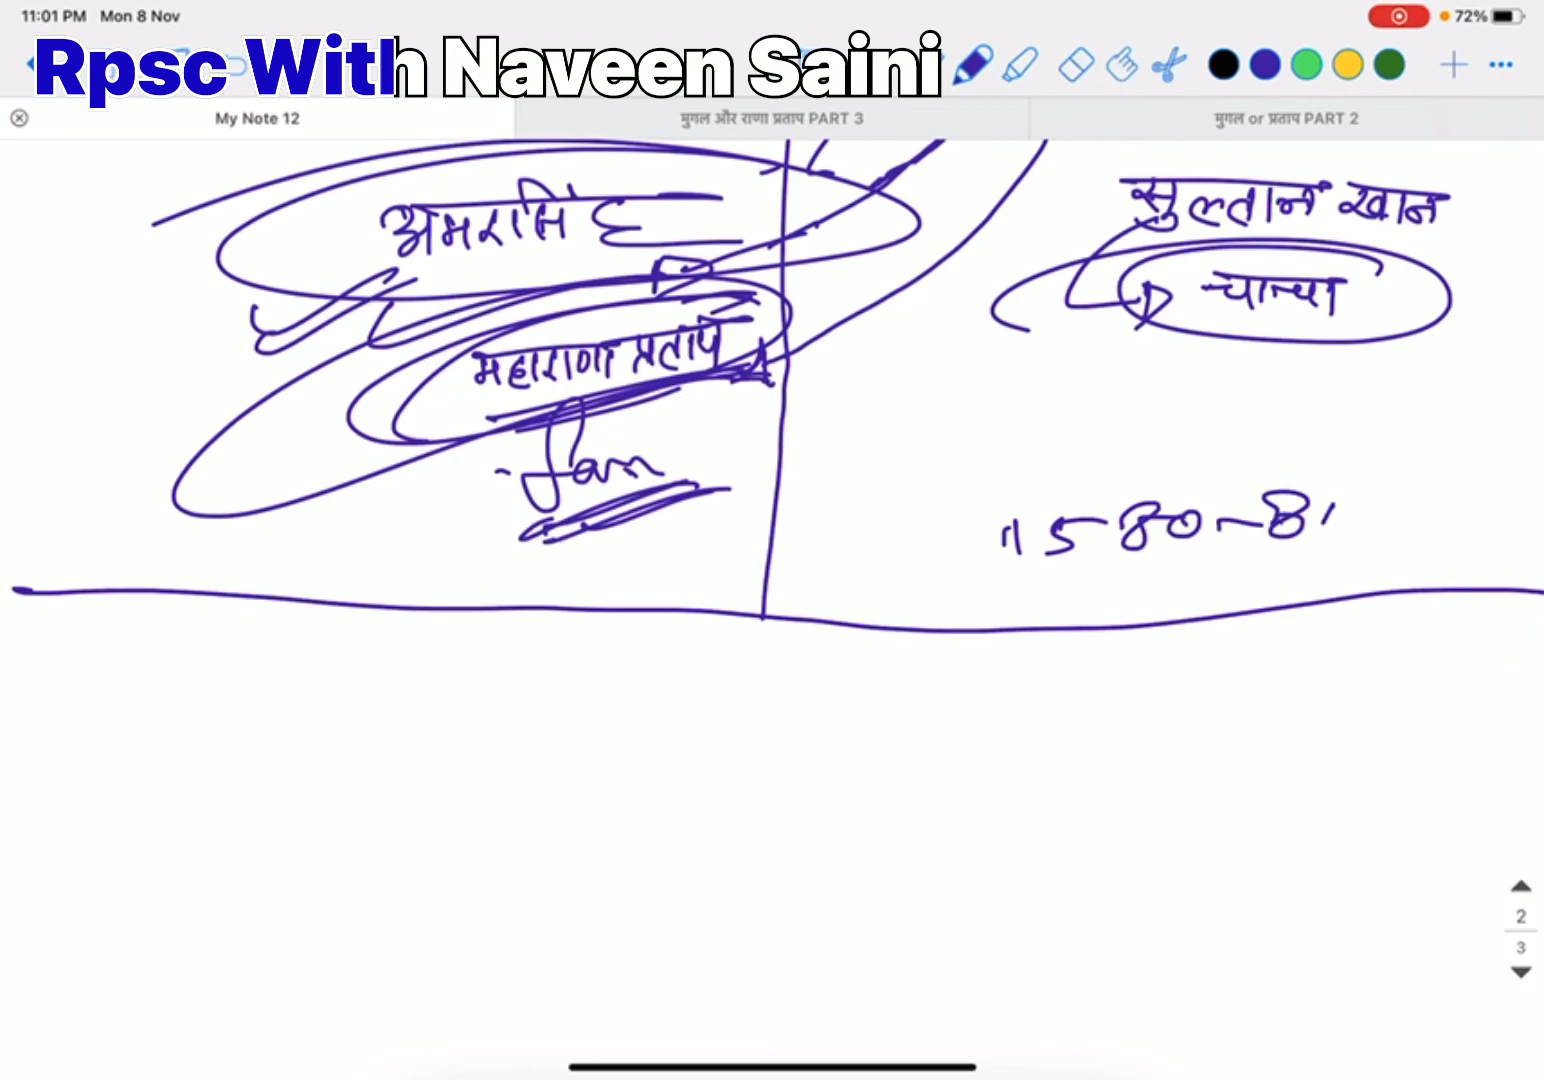 11:01 PM Mon 8 Nov 72%
Rpsc With Naveen Saini
My Note 12 मुगल और राणा प्रताप PART 3 मुगल or प्रताप PART 2
अमरसिंह
सुल्तान खान
चाचा
महाराणा प्रताप
1580-81
2
3